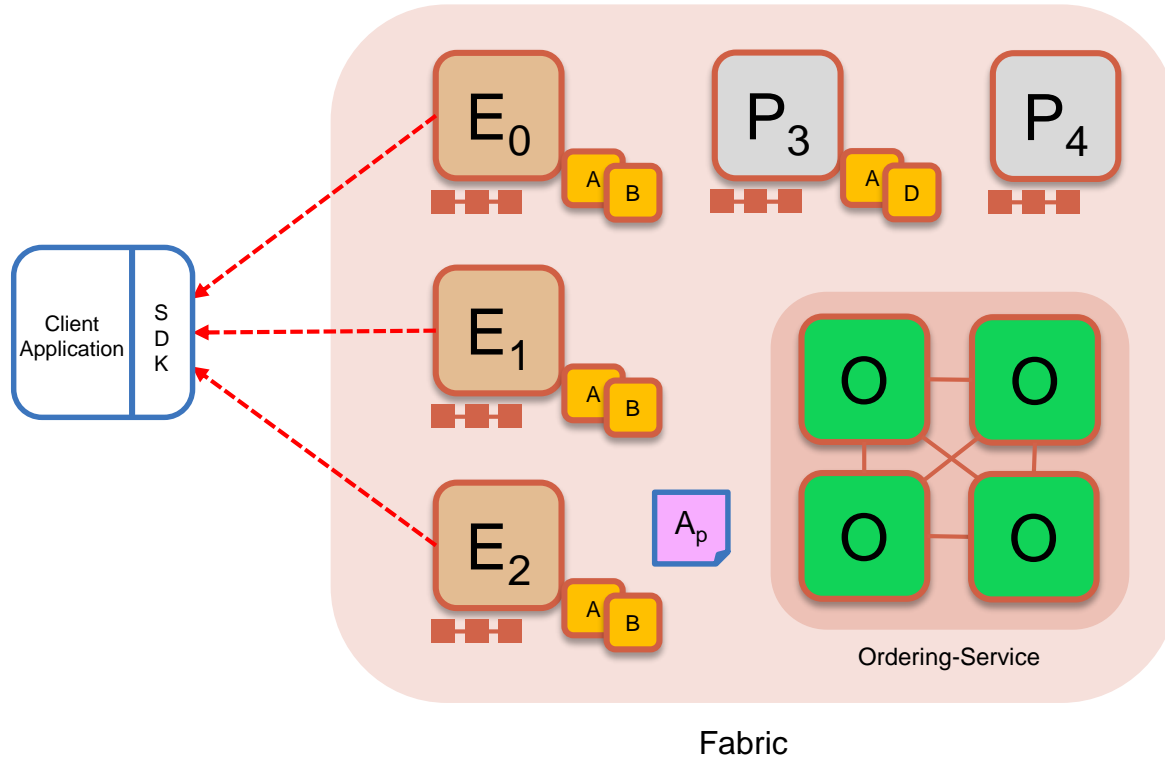 E0
A
B
P3
A
D
P4
Client
Application
S
D
K
E1
A
B
O
O
O
O
E2
A
B
Ap
Ordering-Service
Fabric